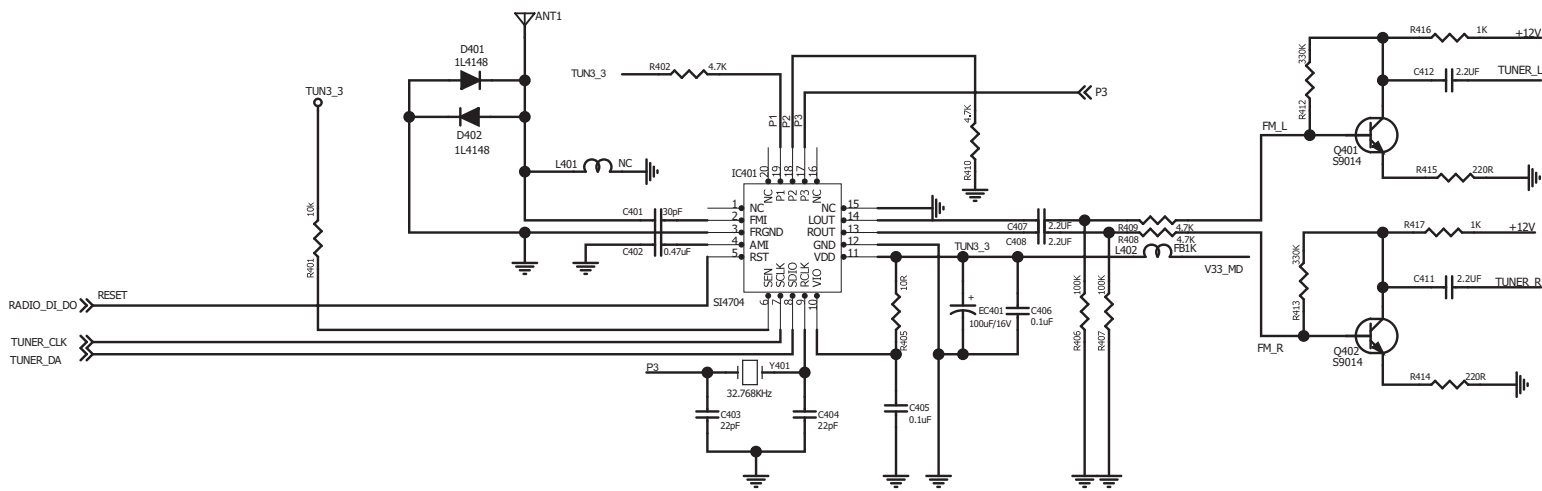 ANT1
D401
1L4148
D402
1L4148
TUN3_3
10k
R401
L401
NC
TUN3_3
R402
4.7K
P1
P2
P3
P3
4.7K
R410
IC401
20
19
18
17
16
NC
P1
P2
P3
NC
1
NC
2
FMI
3
FRGND
4
AMI
5
RST
NC
15
LOUT
14
ROUT
13
GND
12
VDD
11
SEN
SCLK
SDIO
RCLK
VIO
6
7
8
9
10
SI4704
C401
30pF
C402
0.47uF
RADIO_DI_DO
RESET
TUNER_CLK
TUNER_DA
P3
Y401
32.768KHz
C403
22pF
C404
22pF
10R
R405
C405
0.1uF
TUN3_3
+
EC401
100uF/16V
C406
0.1uF
C407
2.2UF
C408
2.2UF
100K
R406
100K
R407
R409
4.7K
R408
4.7K
L402
FB1K
V33_MD
FM_L
330K
R412
R416
1K
+12V
C412
2.2UF
TUNER_L
Q401
S9014
R415
220R
FM_R
330K
R413
R417
1K
+12V
C411
2.2UF
TUNER_R
Q402
S9014
R414
220R